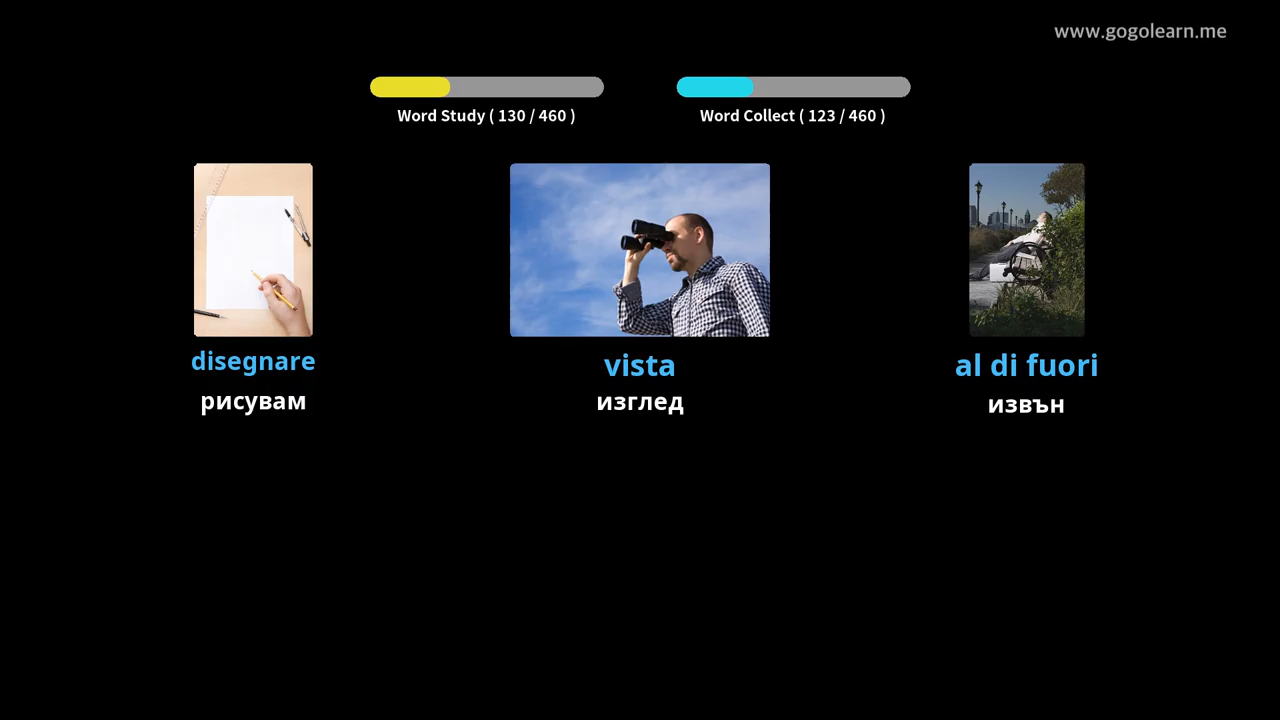 www.gogolearn.me
Word Study ( 130 / 460 )
Word Collect ( 123 / 460 )
disegnare
рисувам
vista
изглед
al di fuori
извън